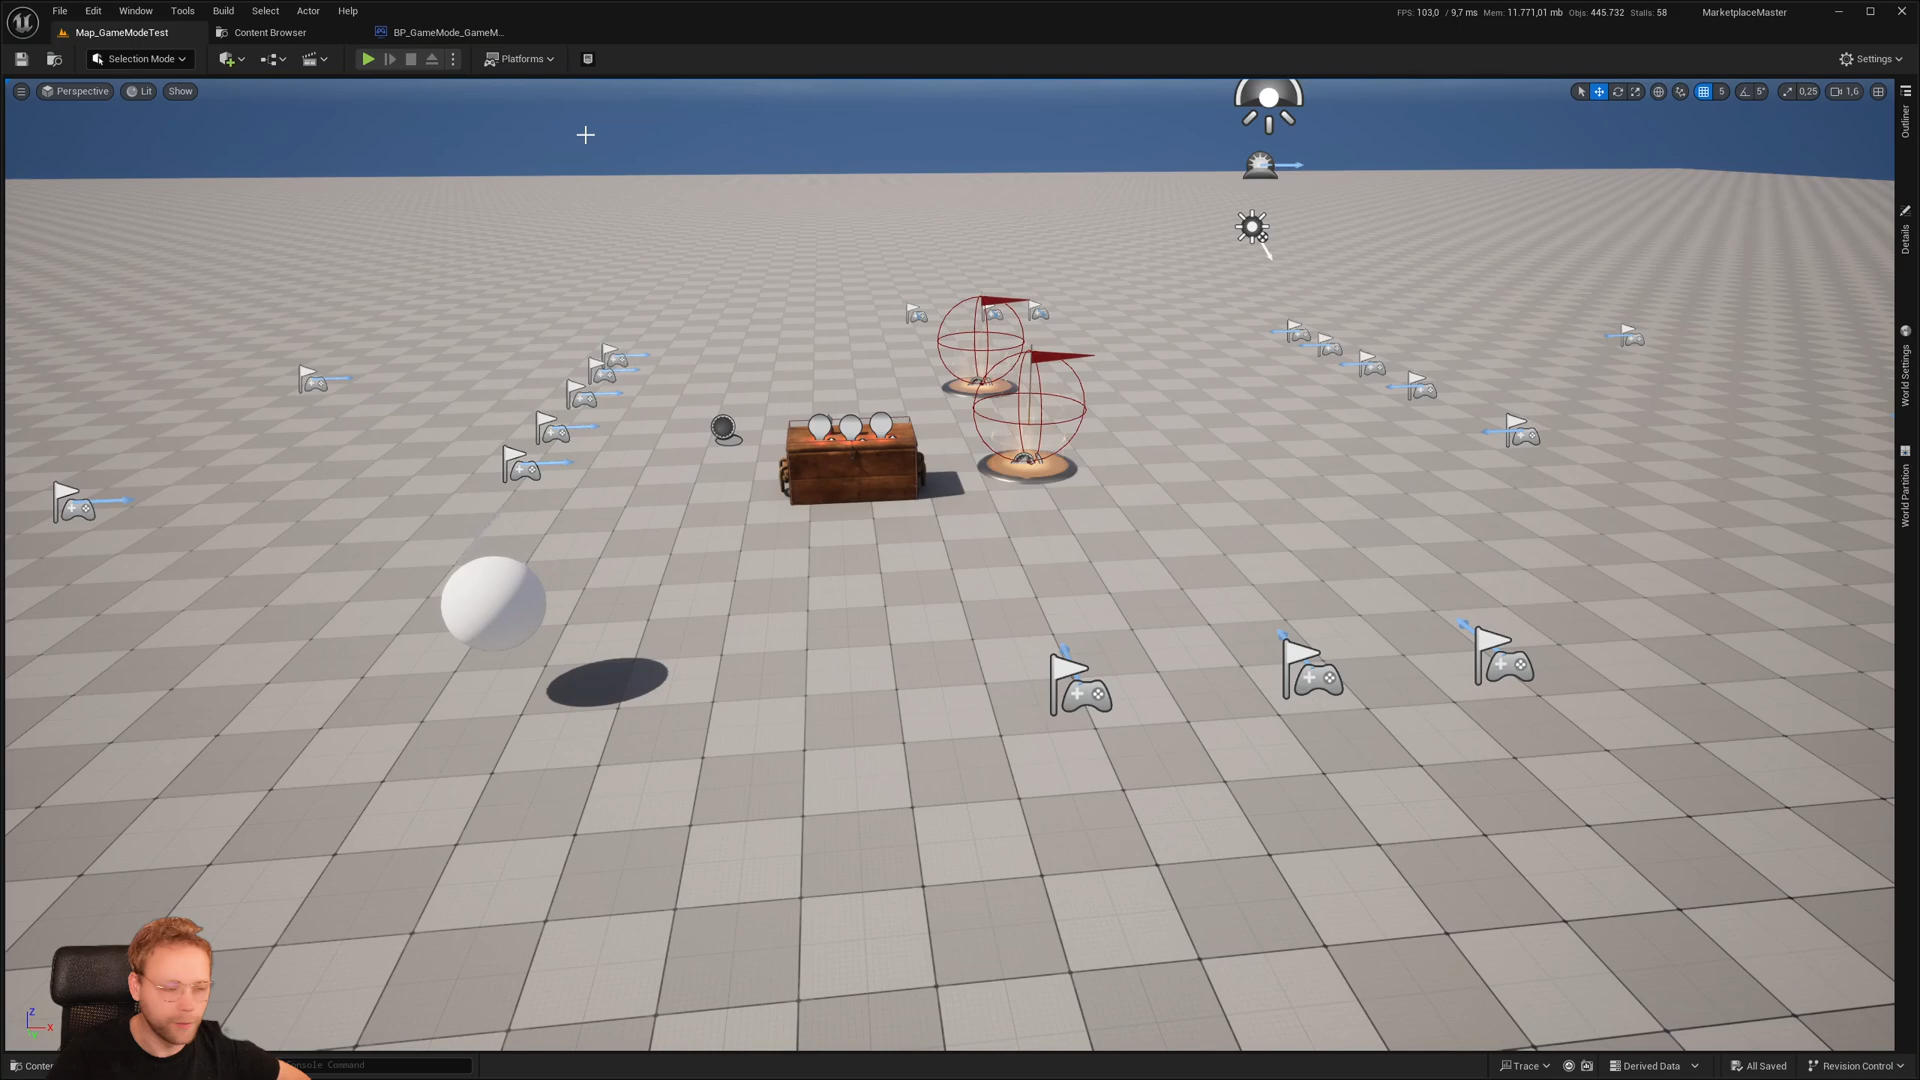 File Edit Window Tools Build Select Actor Help
FPS: 103,0 / 9,7 ms Mem: 11.771,01 mb Objs: 445.732 Stalls: 58 MarketplaceMaster
Map_GameModeTest Content Browser BP_GameMode_GameM...
Selection Mode Platforms Settings
Perspective Lit Show 5 5° 0,25 1,6
Outliner
Details
World Settings
World Partition
Z
X
Y
Conte onsole Command Trace Derived Data All Saved Revision Control